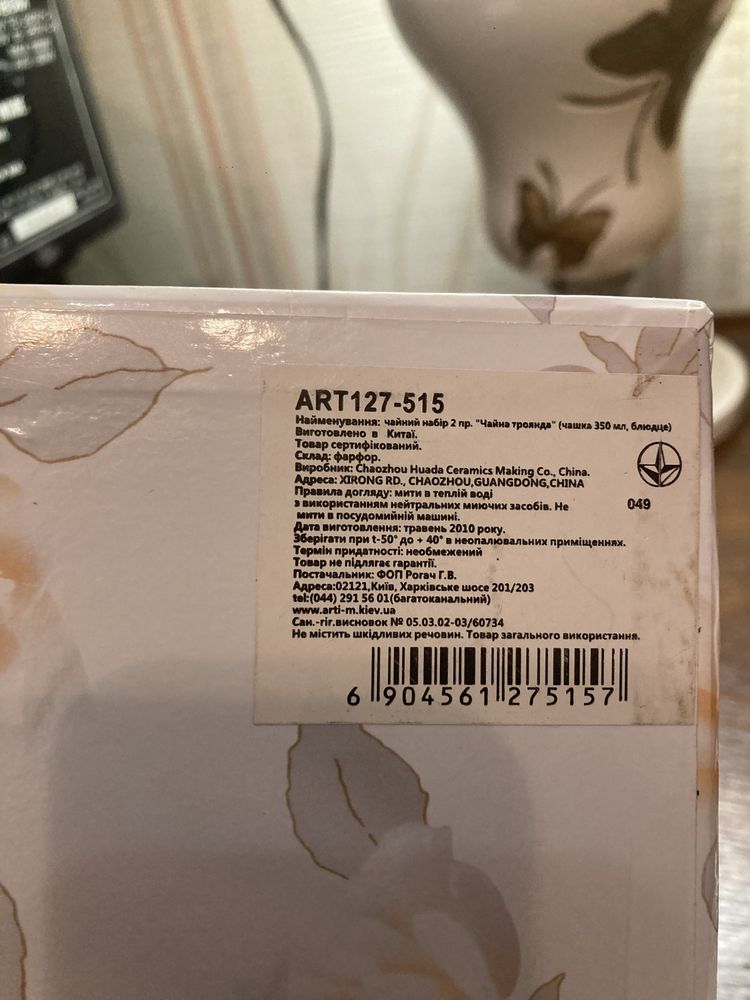 ART127-515
Найменування: чайний набір 2 пр. "Чайна троянда" (чашка 350 мл, блюдце)
Виготовлено в Китаї.
Товар сертифікований.
Склад: фарфор.
Виробник: Chaozhou Huada Ceramics Making Co., China.
Адреса: XIRONG RD., CHAOZHOU,GUANGDONG,CHINA
Правила догляду: мити в теплій воді
з використанням нейтральних миючих засобів. Не
мити в посудомийній машині.
Дата виготовлення: травень 2010 року.
Зберігати при t-50° до + 40° в неопалювальних приміщеннях.
Термін придатності: необмежений
Товар не підлягає гарантії.
Постачальник: ФОП Рогач Г.В.
Адреса:02121,Київ, Харківське шосе 201/203
tel:(044) 291 56 01(багатоканальний)
www.arti-m.kiev.ua
Сан.-гіг.висновок № 05.03.02-03/60734
Не містить шкідливих речовин. Товар загального використання.
049
6 904561 275157